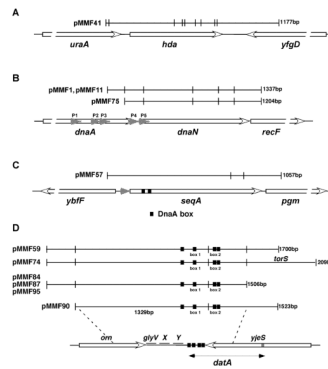 A
pMMF41 1177bp
uraA hda yfgD
B
pMMF1, pMMF11 1337bp
pMMF75 1204bp
P1 P2 P3 P4 P5
dnaA dnaN recF
C
pMMF57 1057bp
ybfF seqA pgm
DnaA box
D
pMMF59 1700bp
box 1 box 2 torS
pMMF74 209
box 1 box 2
pMMF84
pMMF87 1506bp
pMMF95 box 1 box 2
pMMF90 1523bp
1329bp
orn glyV X Y yjeS
datA